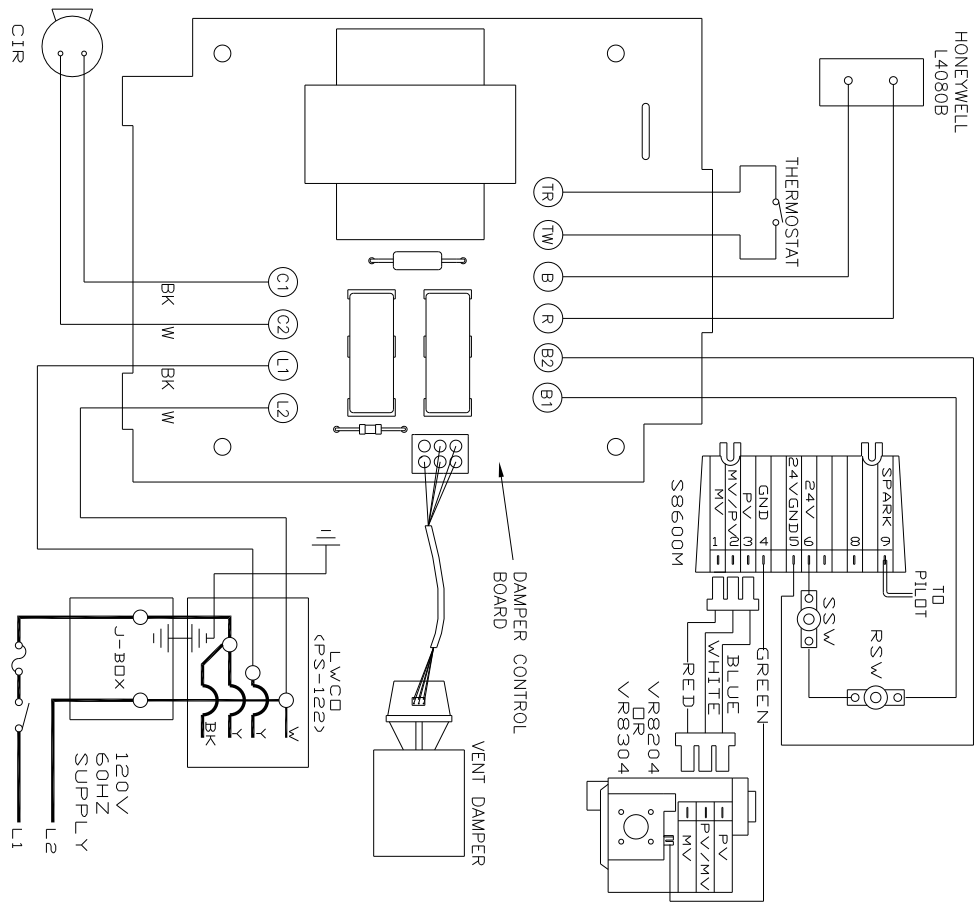 HONEYWELL
L4080B
THERMOSTAT
CIR
TR
TW
B
R
B2
B1
C1
C2
L1
L2
BK
W
BK
W
S8600M
MV
MV/PV
PV
GND
24VGND
24V
SPARK
1
2
3
4
5
6
8
9
TO
PILOT
SSW
RSW
DAMPER CONTROL
BOARD
GREEN
BLUE
WHITE
RED
VR8204
OR
VR8304
PV
PV/MV
MV
VENT DAMPER
LWCO
<PS-122>
J-BOX
W
Y
Y
BK
120V
60HZ
SUPPLY
L2
L1